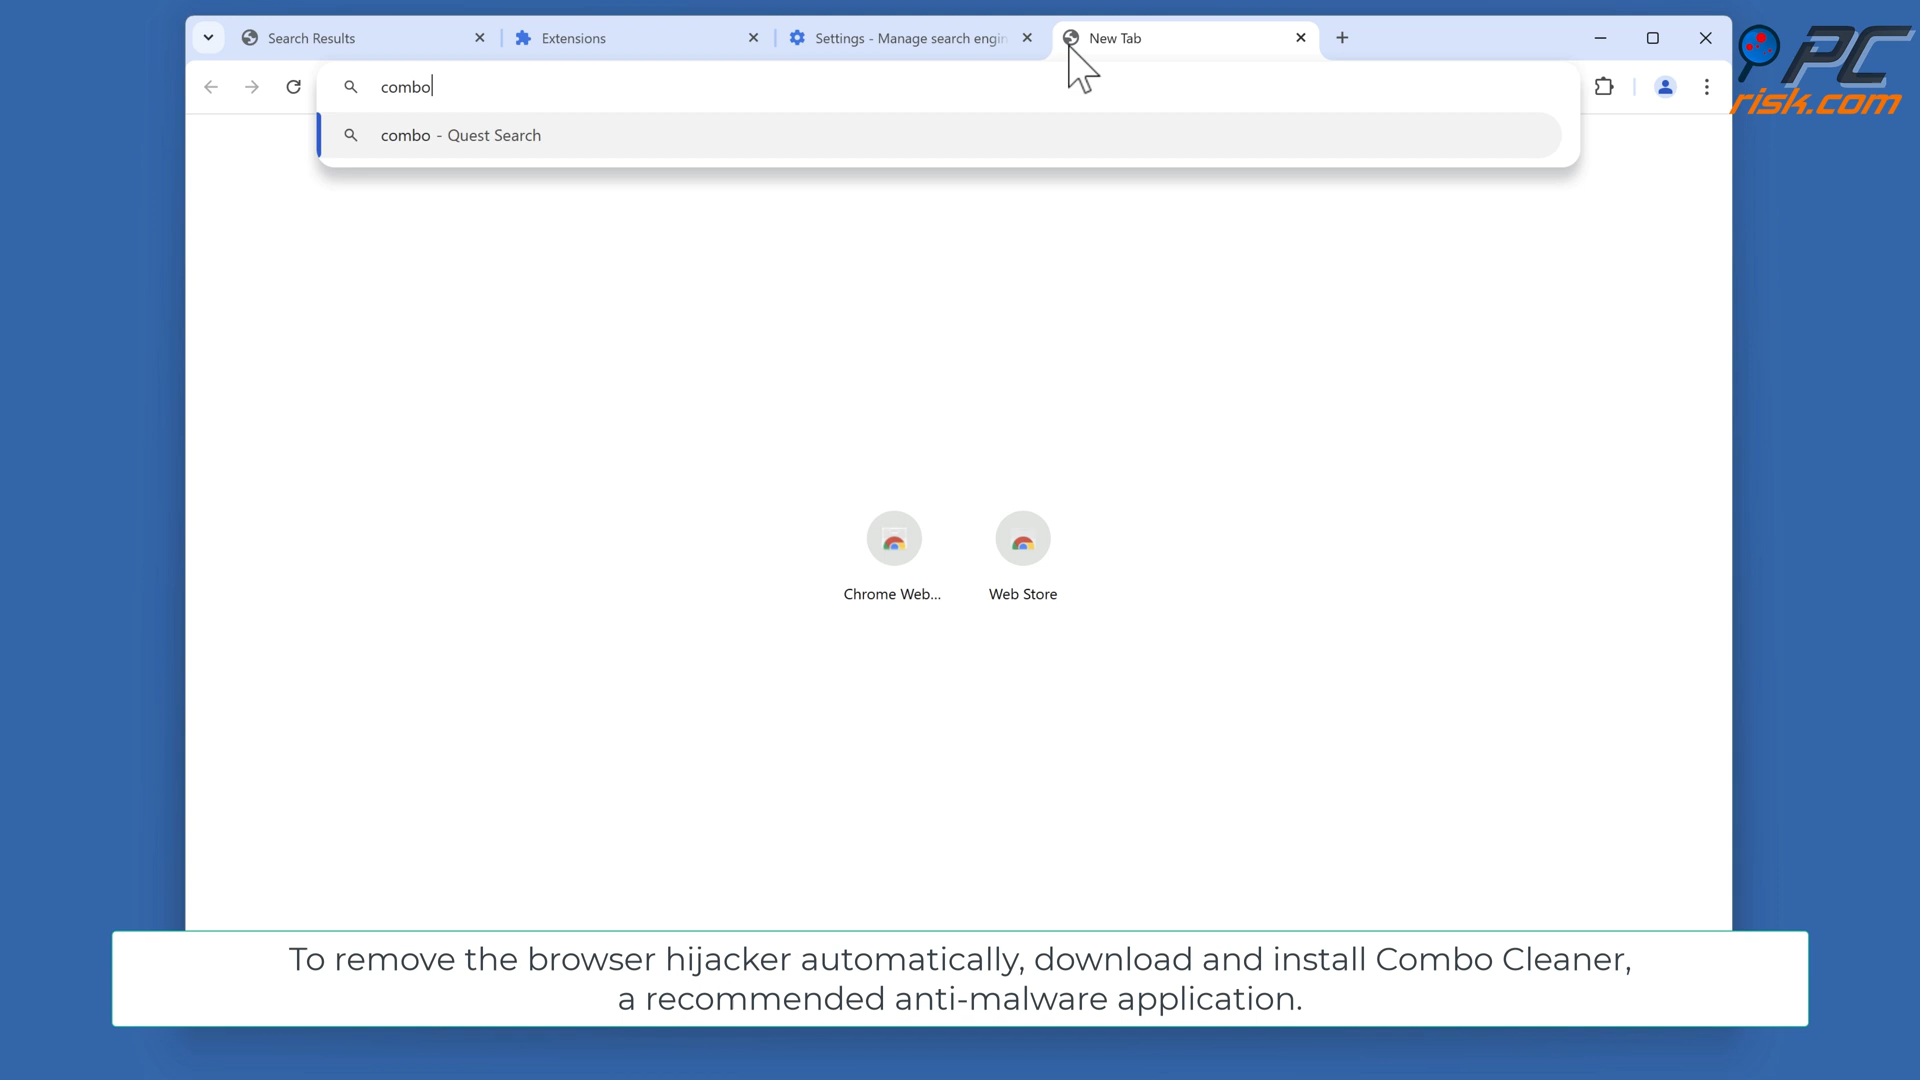 Search Results
Extensions
Settings - Manage search engin
New Tab
PC
risk.com
combo
combo - Quest Search
Chrome Web...
Web Store
To remove the browser hijacker automatically, download and install Combo Cleaner,
a recommended anti-malware application.